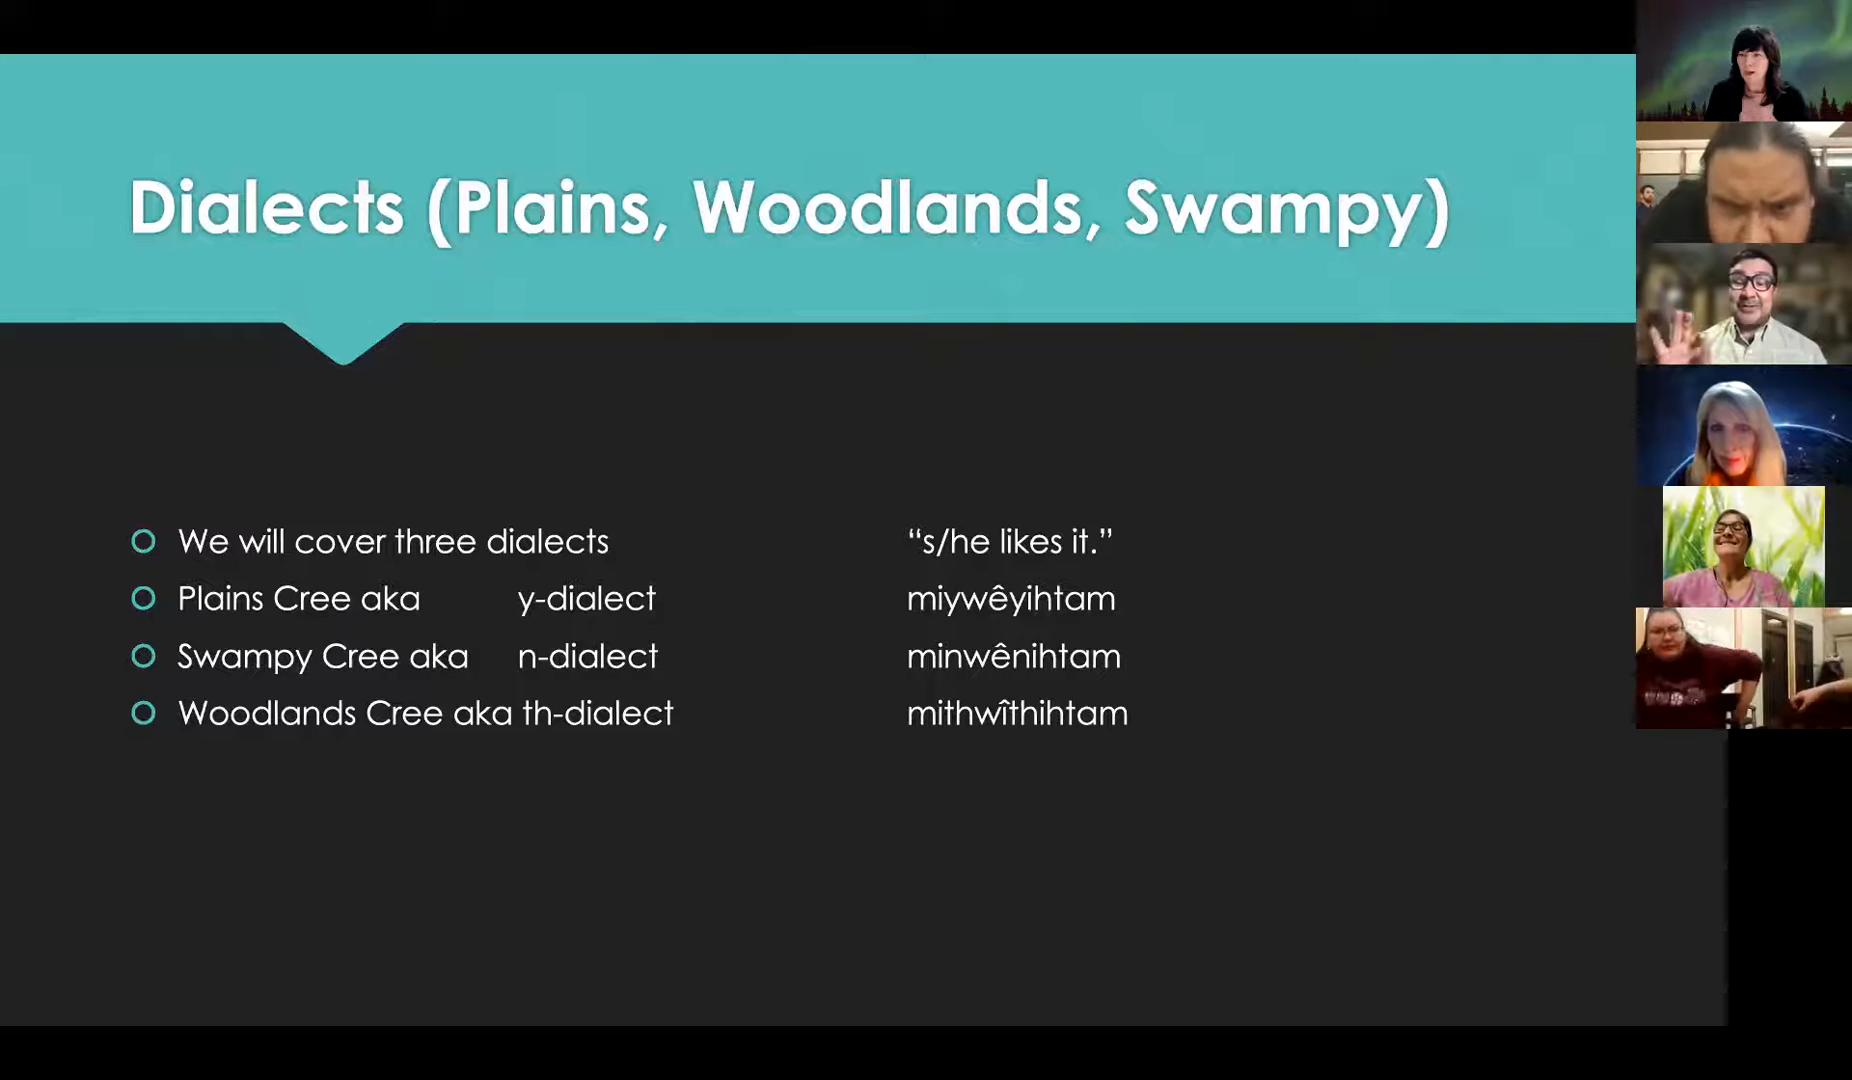 Dialects (Plains, Woodlands, Swampy)
We will cover three dialects “s/he likes it.”
Plains Cree aka y-dialect miywêyihtam
Swampy Cree aka n-dialect minwênihtam
Woodlands Cree aka th-dialect mithwîthihtam